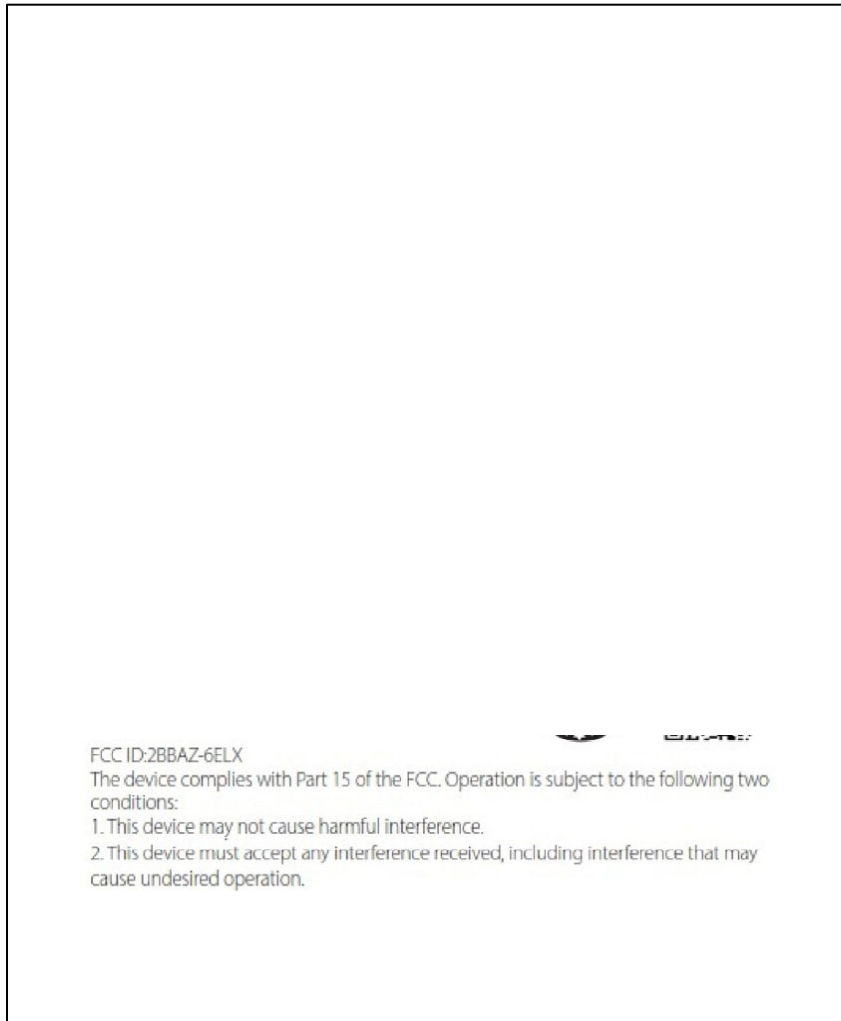 FCC ID:2BBAZ-6ELX
The device complies with Part 15 of the FCC. Operation is subject to the following two
conditions:
1. This device may not cause harmful interference.
2. This device must accept any interference received, including interference that may
cause undesired operation.